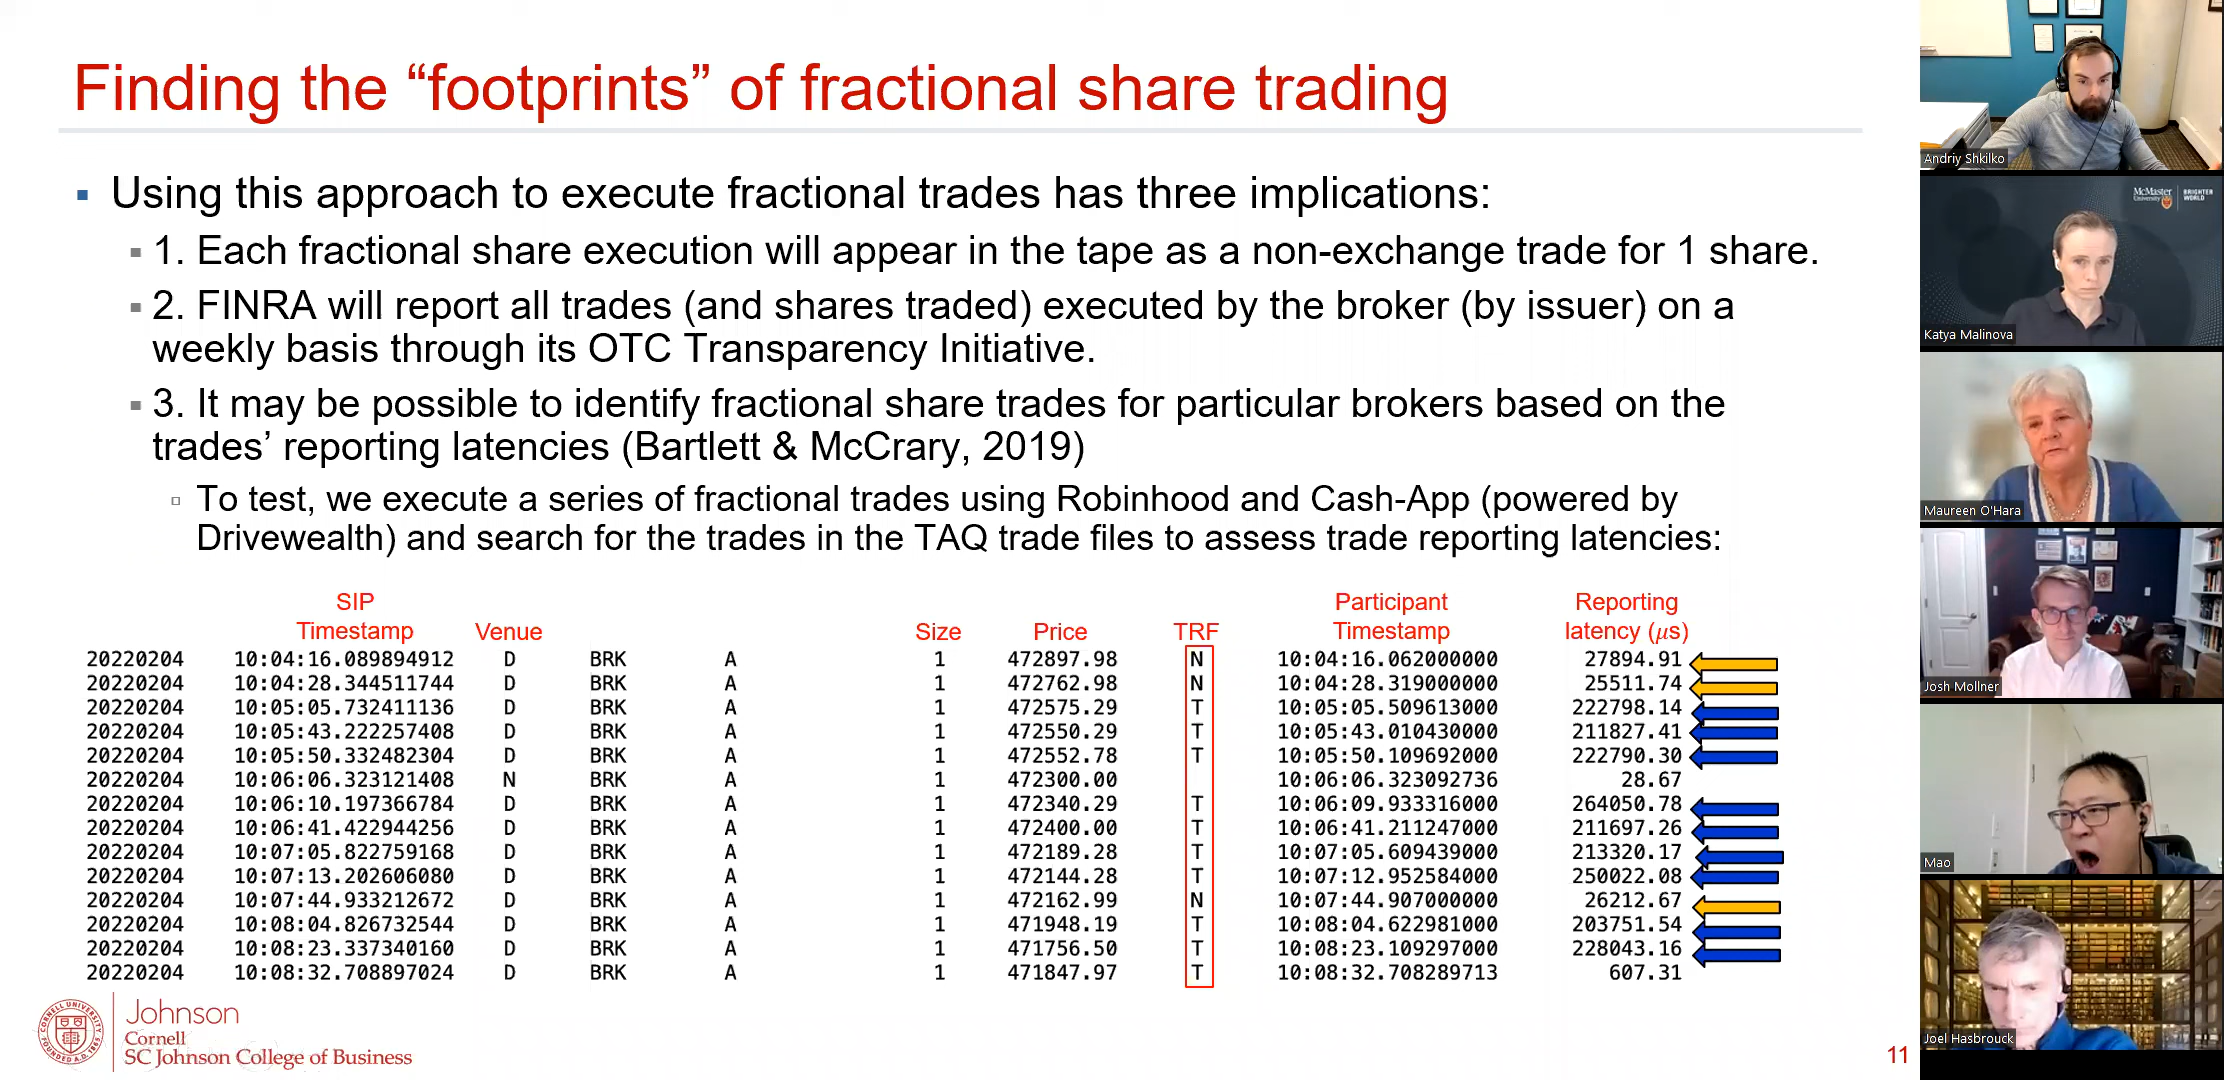 Finding the “footprints” of fractional share trading
Using this approach to execute fractional trades has three implications:
1. Each fractional share execution will appear in the tape as a non-exchange trade for 1 share.
2. FINRA will report all trades (and shares traded) executed by the broker (by issuer) on a
weekly basis through its OTC Transparency Initiative.
3. It may be possible to identify fractional share trades for particular brokers based on the
trades’ reporting latencies (Bartlett & McCrary, 2019)
To test, we execute a series of fractional trades using Robinhood and Cash-App (powered by
Drivewealth) and search for the trades in the TAQ trade files to assess trade reporting latencies:
SIP Participant Reporting
Timestamp Venue Size Price TRF Timestamp latency (μs)
20220204 10:04:16.089894912 D BRK A 1 472897.98 N 10:04:16.062000000 27894.91
20220204 10:04:28.344511744 D BRK A 1 472762.98 N 10:04:28.319000000 25511.74
20220204 10:05:05.732411136 D BRK A 1 472575.29 T 10:05:05.509613000 222798.14
20220204 10:05:43.222257408 D BRK A 1 472550.29 T 10:05:43.010430000 211827.41
20220204 10:05:50.332482304 D BRK A 1 472552.78 T 10:05:50.109692000 222790.30
20220204 10:06:06.323121408 N BRK A 1 472300.00 10:06:06.323092736 28.67
20220204 10:06:10.197366784 D BRK A 1 472340.29 T 10:06:09.933316000 264050.78
20220204 10:06:41.422944256 D BRK A 1 472400.00 T 10:06:41.211247000 211697.26
20220204 10:07:05.822759168 D BRK A 1 472189.28 T 10:07:05.609439000 213320.17
20220204 10:07:13.202606080 D BRK A 1 472144.28 T 10:07:12.952584000 250022.08
20220204 10:07:44.933212672 D BRK A 1 472162.99 N 10:07:44.907000000 26212.67
20220204 10:08:04.826732544 D BRK A 1 471948.19 T 10:08:04.622981000 203751.54
20220204 10:08:23.337340160 D BRK A 1 471756.50 T 10:08:23.109297000 228043.16
20220204 10:08:32.708897024 D BRK A 1 471847.97 T 10:08:32.708289713 607.31
Johnson
Cornell
SC Johnson College of Business
11
Andriy Shkilko
McMaster University BRIGHTER WORLD
Katya Malinova
Maureen O'Hara
Josh Mollner
Mao
Joel Hasbrouck